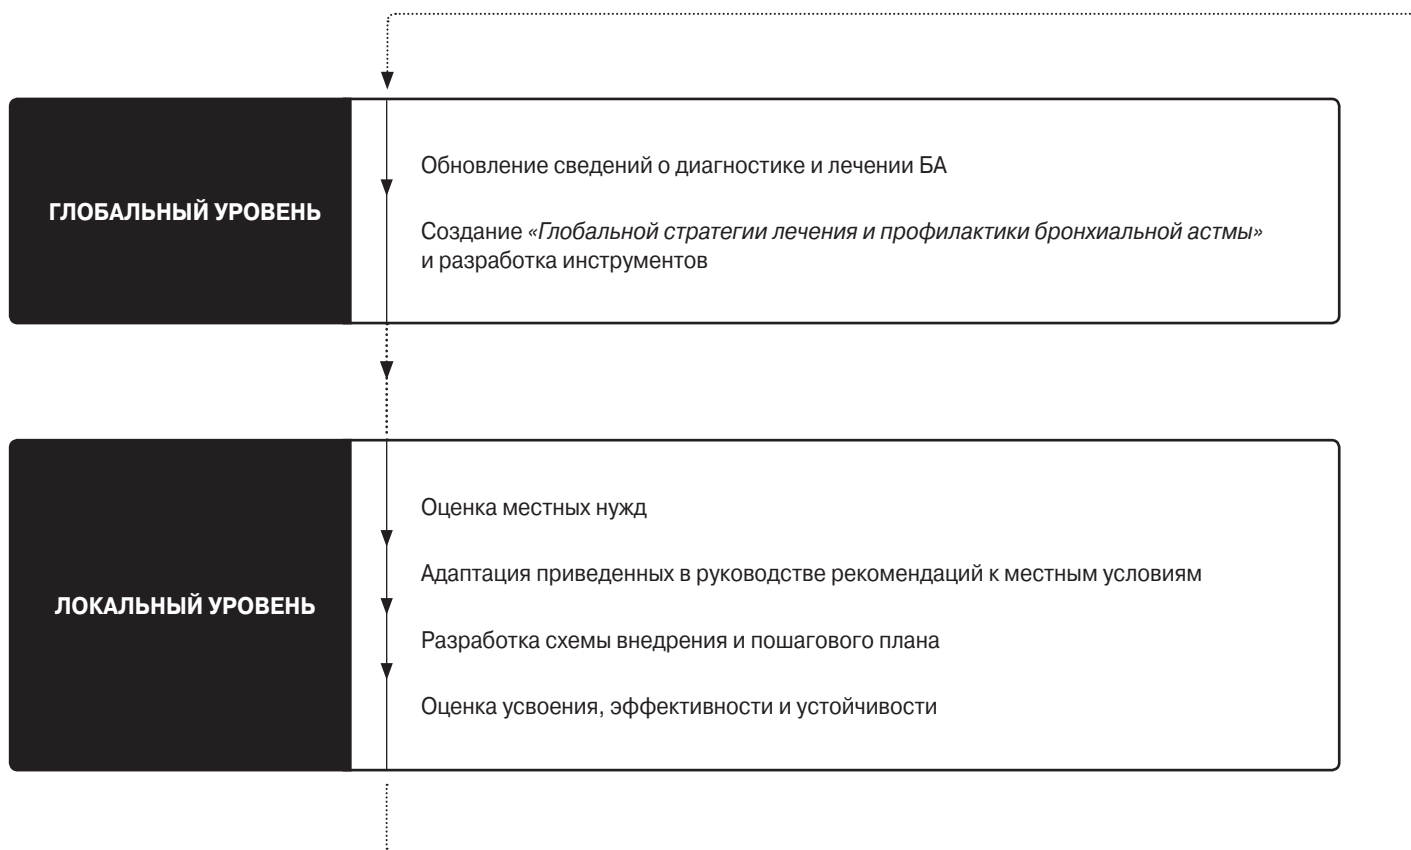 ГЛОБАЛЬНЫЙ УРОВЕНЬ
Обновление сведений о диагностике и лечении БА
Создание «Глобальной стратегии лечения и профилактики бронхиальной астмы»
и разработка инструментов
ЛОКАЛЬНЫЙ УРОВЕНЬ
Оценка местных нужд
Адаптация приведенных в руководстве рекомендаций к местным условиям
Разработка схемы внедрения и пошагового плана
Оценка усвоения, эффективности и устойчивости